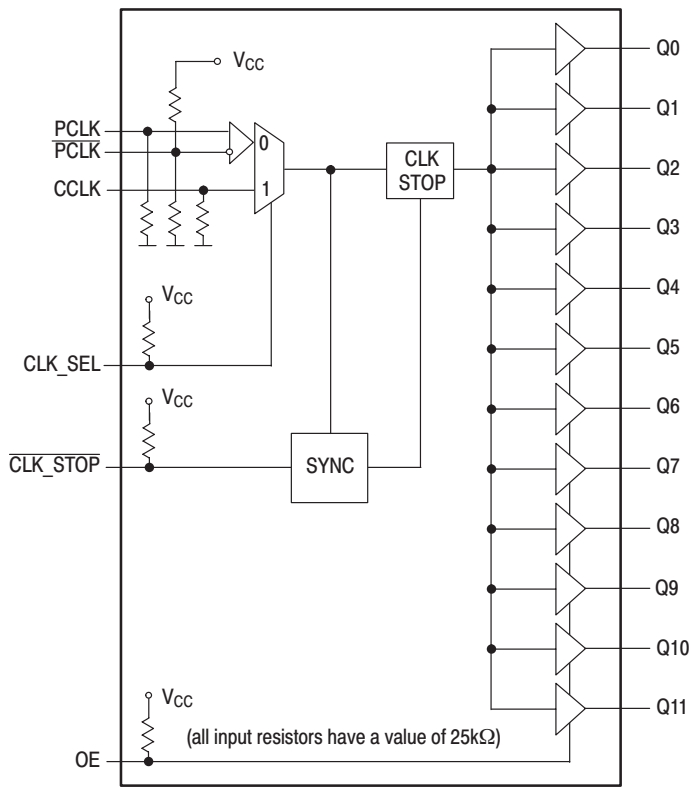 Q0
VCC
Q1
PCLK
0
PCLK
CLK
STOP
Q2
CCLK
1
Q3
VCC
Q4
CLK_SEL
Q5
VCC
Q6
CLK_STOP
SYNC
Q7
Q8
Q9
Q10
VCC
Q11
(all input resistors have a value of 25kΩ)
OE